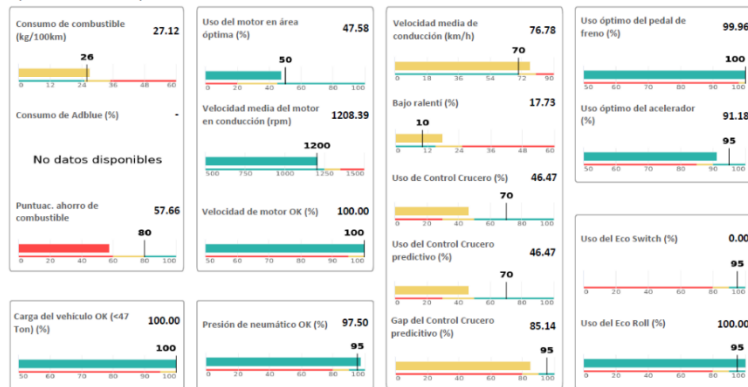 Consumo de combustible
(kg/100km)
27.12
26
0 12 24 36 48 60
Consumo de Adblue (%)
-
No datos disponibles
Puntuac. ahorro de
combustible
57.66
80
0 20 40 60 80 100
Carga del vehículo OK (<47
Ton) (%)
100.00
100
50 60 70 80 90 100
Uso del motor en área
óptima (%)
47.58
50
0 20 40 60 80 100
Velocidad media del motor
en conducción (rpm)
1208.39
1200
500 750 1000 1250 1500
Velocidad de motor OK (%)
100.00
100
50 60 70 80 90 100
Presión de neumático OK (%)
97.50
95
0 20 40 60 80 100
Velocidad media de
conducción (km/h)
76.78
70
0 18 36 54 72 90
Bajo ralentí (%)
17.73
10
0 12 24 36 48 60
Uso de Control Crucero (%)
46.47
70
0 20 40 60 80 100
Uso del Control Crucero
predictivo (%)
46.47
70
0 20 40 60 80 100
Gap del Control Crucero
predicitivo (%)
85.14
95
0 20 40 60 80 100
Uso óptimo del pedal de
freno (%)
99.96
100
50 60 70 80 90 100
Uso óptimo del acelerador
(%)
91.18
95
50 60 70 85 90 100
Uso del Eco Switch (%)
0.00
95
50 20 40 60 80 100
Uso del Eco Roll (%)
100.00
95
0 20 40 60 80 100